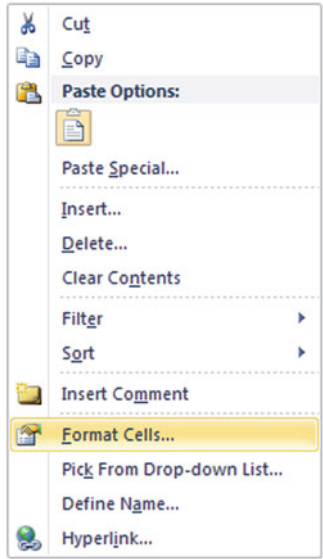 Cut
Copy
Paste Options:
Paste Special...
Insert...
Delete...
Clear Contents
Filter
Sort
Insert Comment
Format Cells...
Pick From Drop-down List...
Define Name...
Hyperlink...